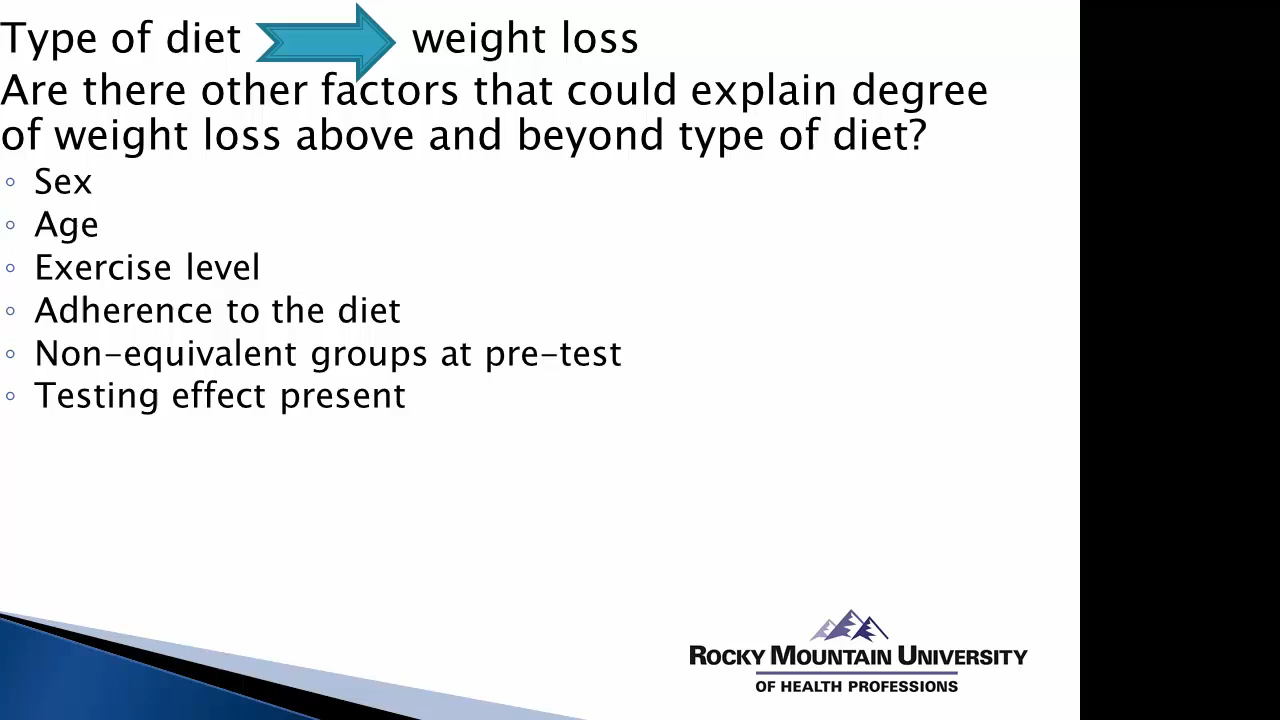 Type of diet weight loss
Are there other factors that could explain degree
of weight loss above and beyond type of diet?
◦ Sex
◦ Age
◦ Exercise level
◦ Adherence to the diet
◦ Non-equivalent groups at pre-test
◦ Testing effect present
ROCKY MOUNTAIN UNIVERSITY
OF HEALTH PROFESSIONS